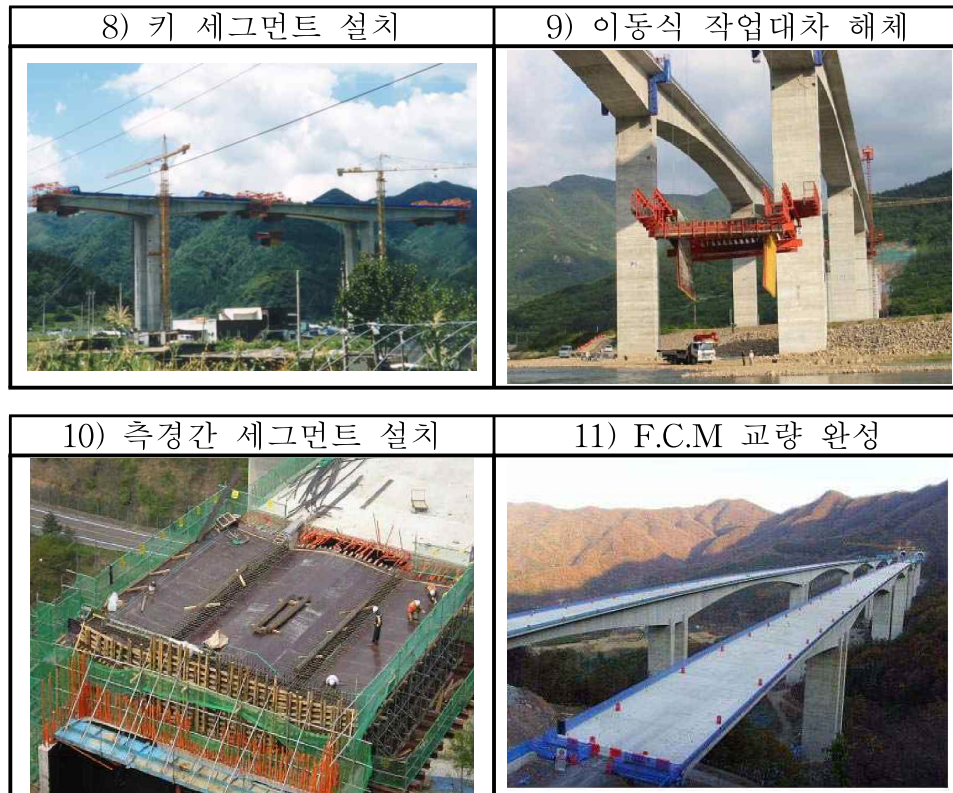 8) 키 세그먼트 설치
9) 이동식 작업대차 해체
10) 측경간 세그먼트 설치
11) F.C.M 교량 완성